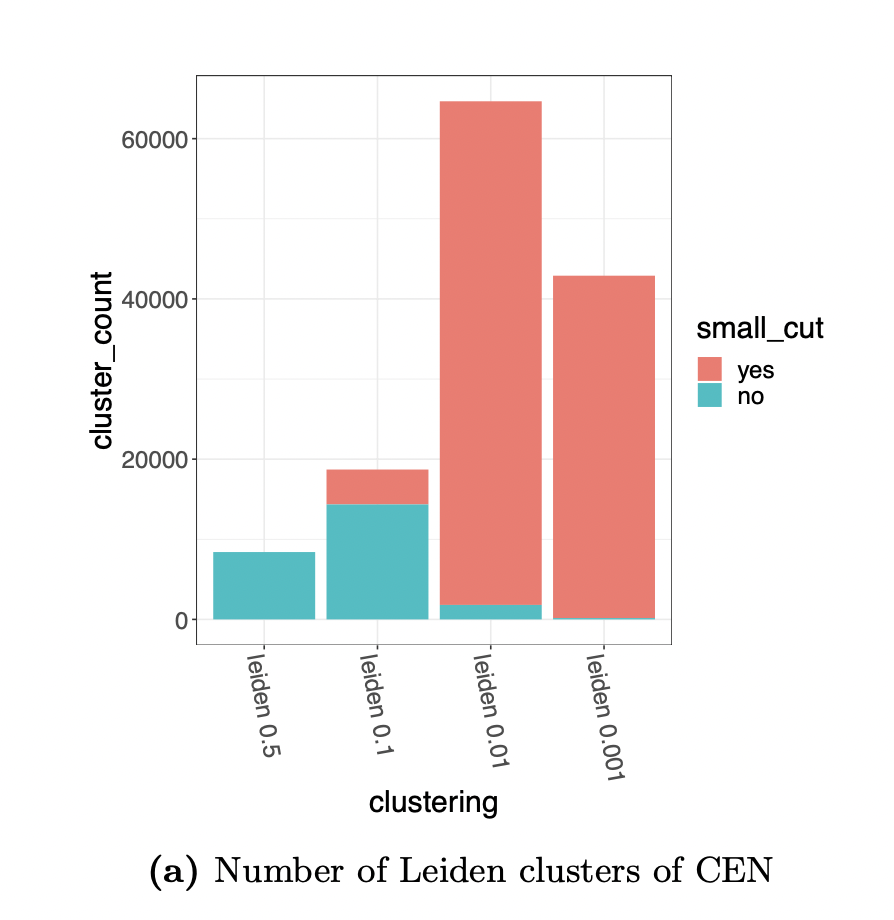 60000
40000
20000
0
cluster_count
leiden 0.5
leiden 0.1
leiden 0.01
leiden 0.001
clustering
small_cut
yes
no
(a) Number of Leiden clusters of CEN